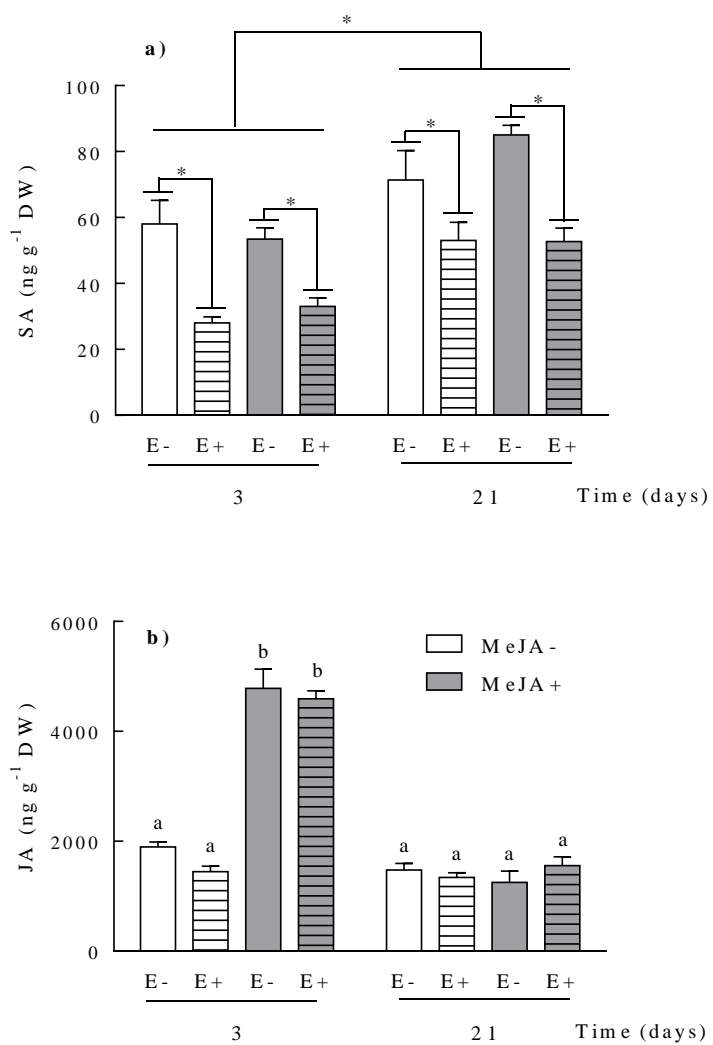 *
a)
100
80
60
40
20
0
SA (ng g-1 DW)
*
*
*
*
E- E+ E- E+ E- E+ E- E+
3 21 Time (days)
6000
4000
2000
0
JA (ng g-1 DW)
b)
MeJA-
MeJA+
b b
a a a a a a
E- E+ E- E+ E- E+ E- E+
3 21 Time (days)